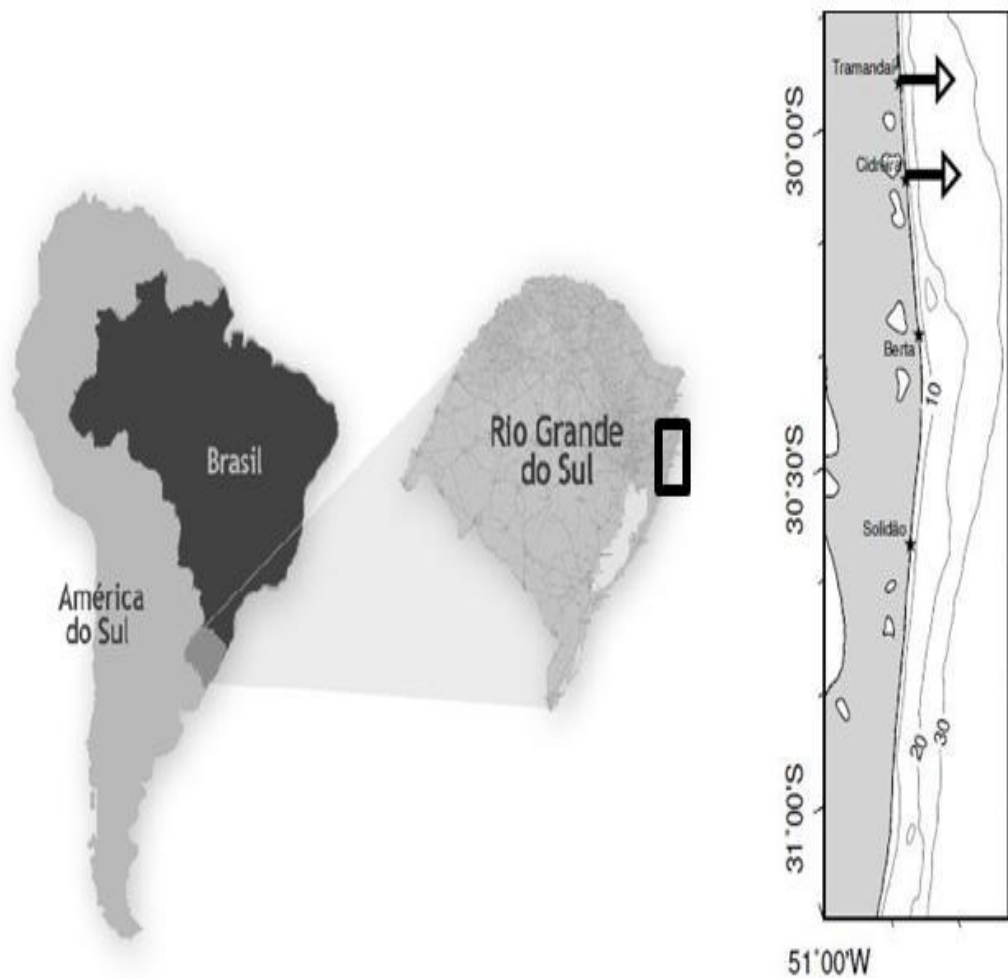 Brasil
América
do Sul
Rio Grande
do Sul
Tramandaí
Cidreira
Berta
Solidão
10
20
30
30°00'S
30°30'S
31°00'S
51°00'W